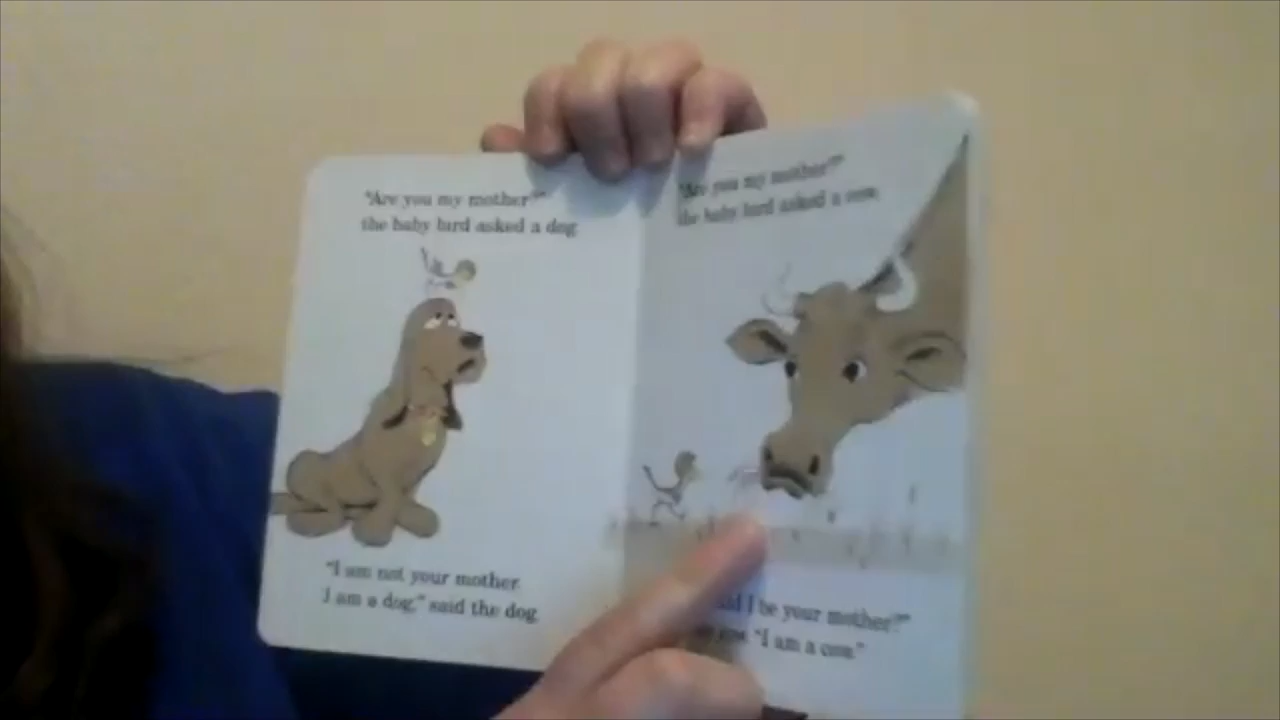 "Are you my mother?"
the baby bird asked a dog.
"I am not your mother.
I am a dog," said the dog.
"Are you my mother?"
the baby bird asked a cow.
I be your mother?"
"I am a cow."